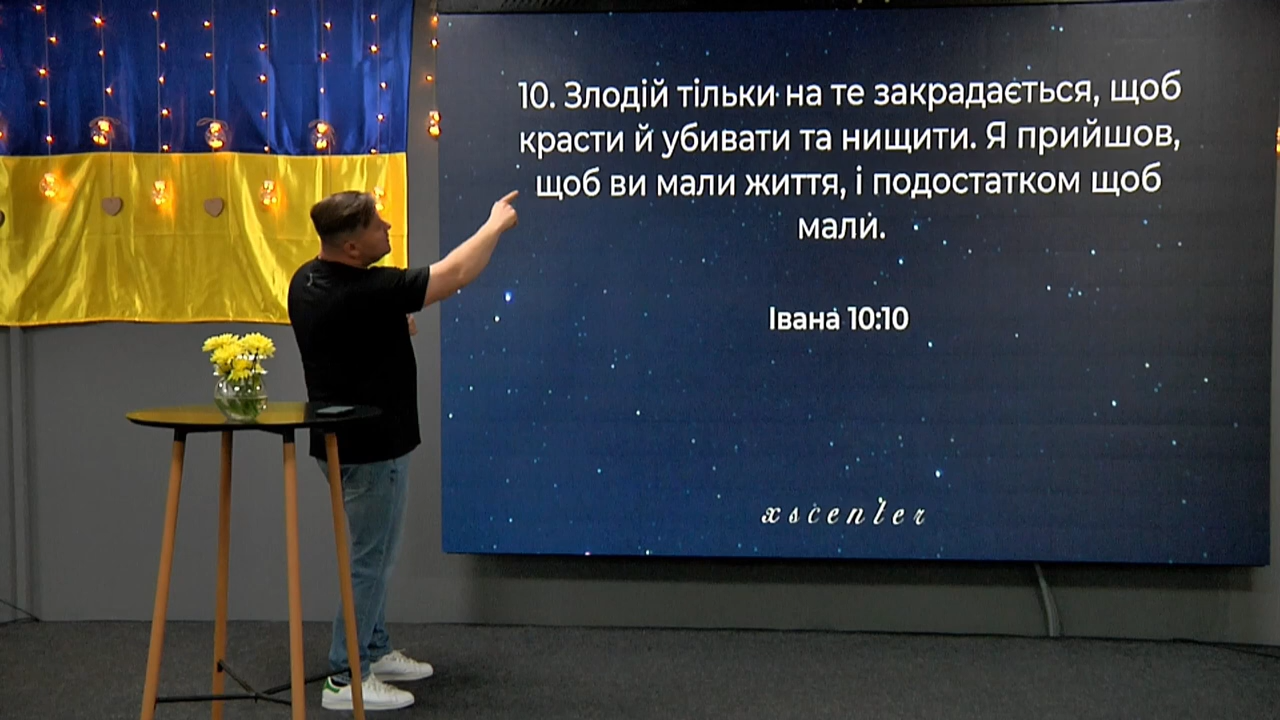 10. Злодій тільки на те закрадається, щоб
красти й убивати та нищити. Я прийшов,
щоб ви мали життя, і подостатком щоб
мали.
Івана 10:10
xscenter